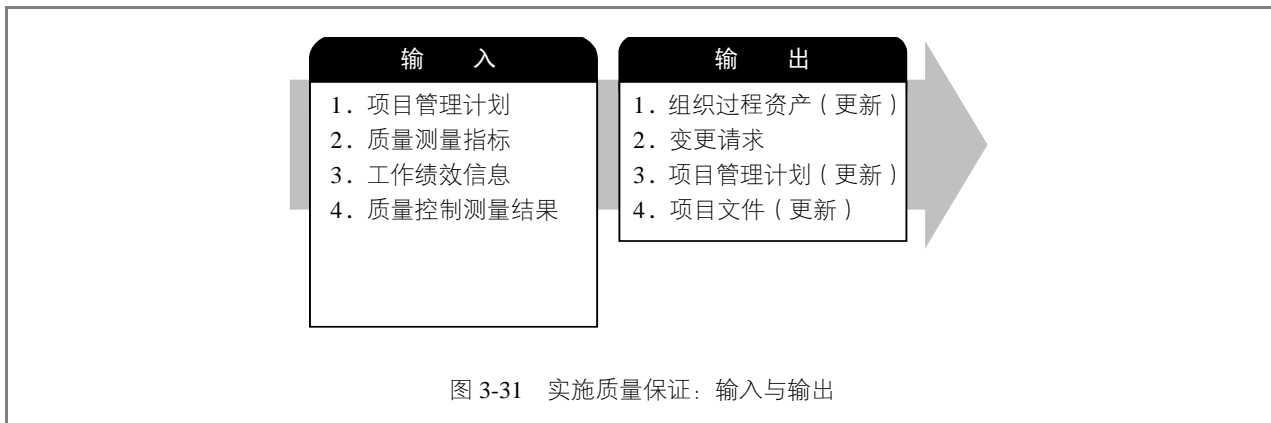 输 入
1. 项目管理计划
2. 质量测量指标
3. 工作绩效信息
4. 质量控制测量结果
输 出
1. 组织过程资产（更新）
2. 变更请求
3. 项目管理计划（更新）
4. 项目文件（更新）
图 3-31 实施质量保证：输入与输出